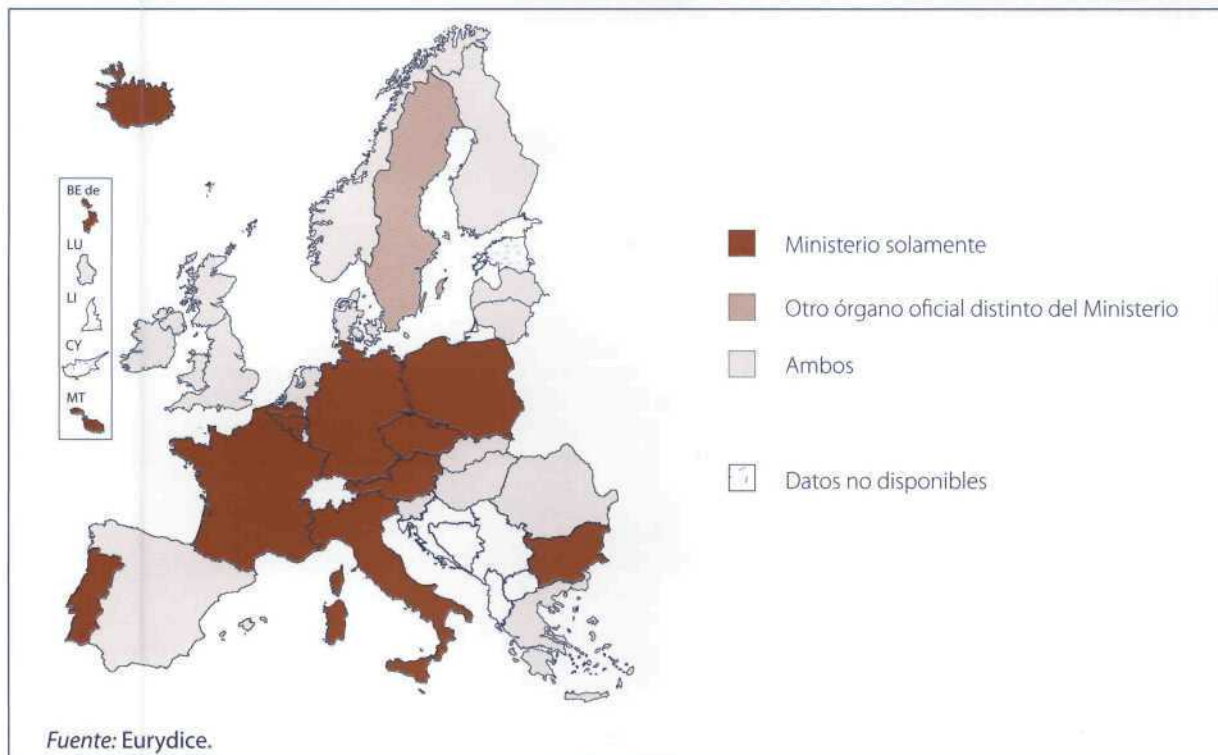 BE de
LU
LI
CY
MT
Ministerio solamente
Otro órgano oficial distinto del Ministerio
Ambos
Datos no disponibles
Fuente: Eurydice.